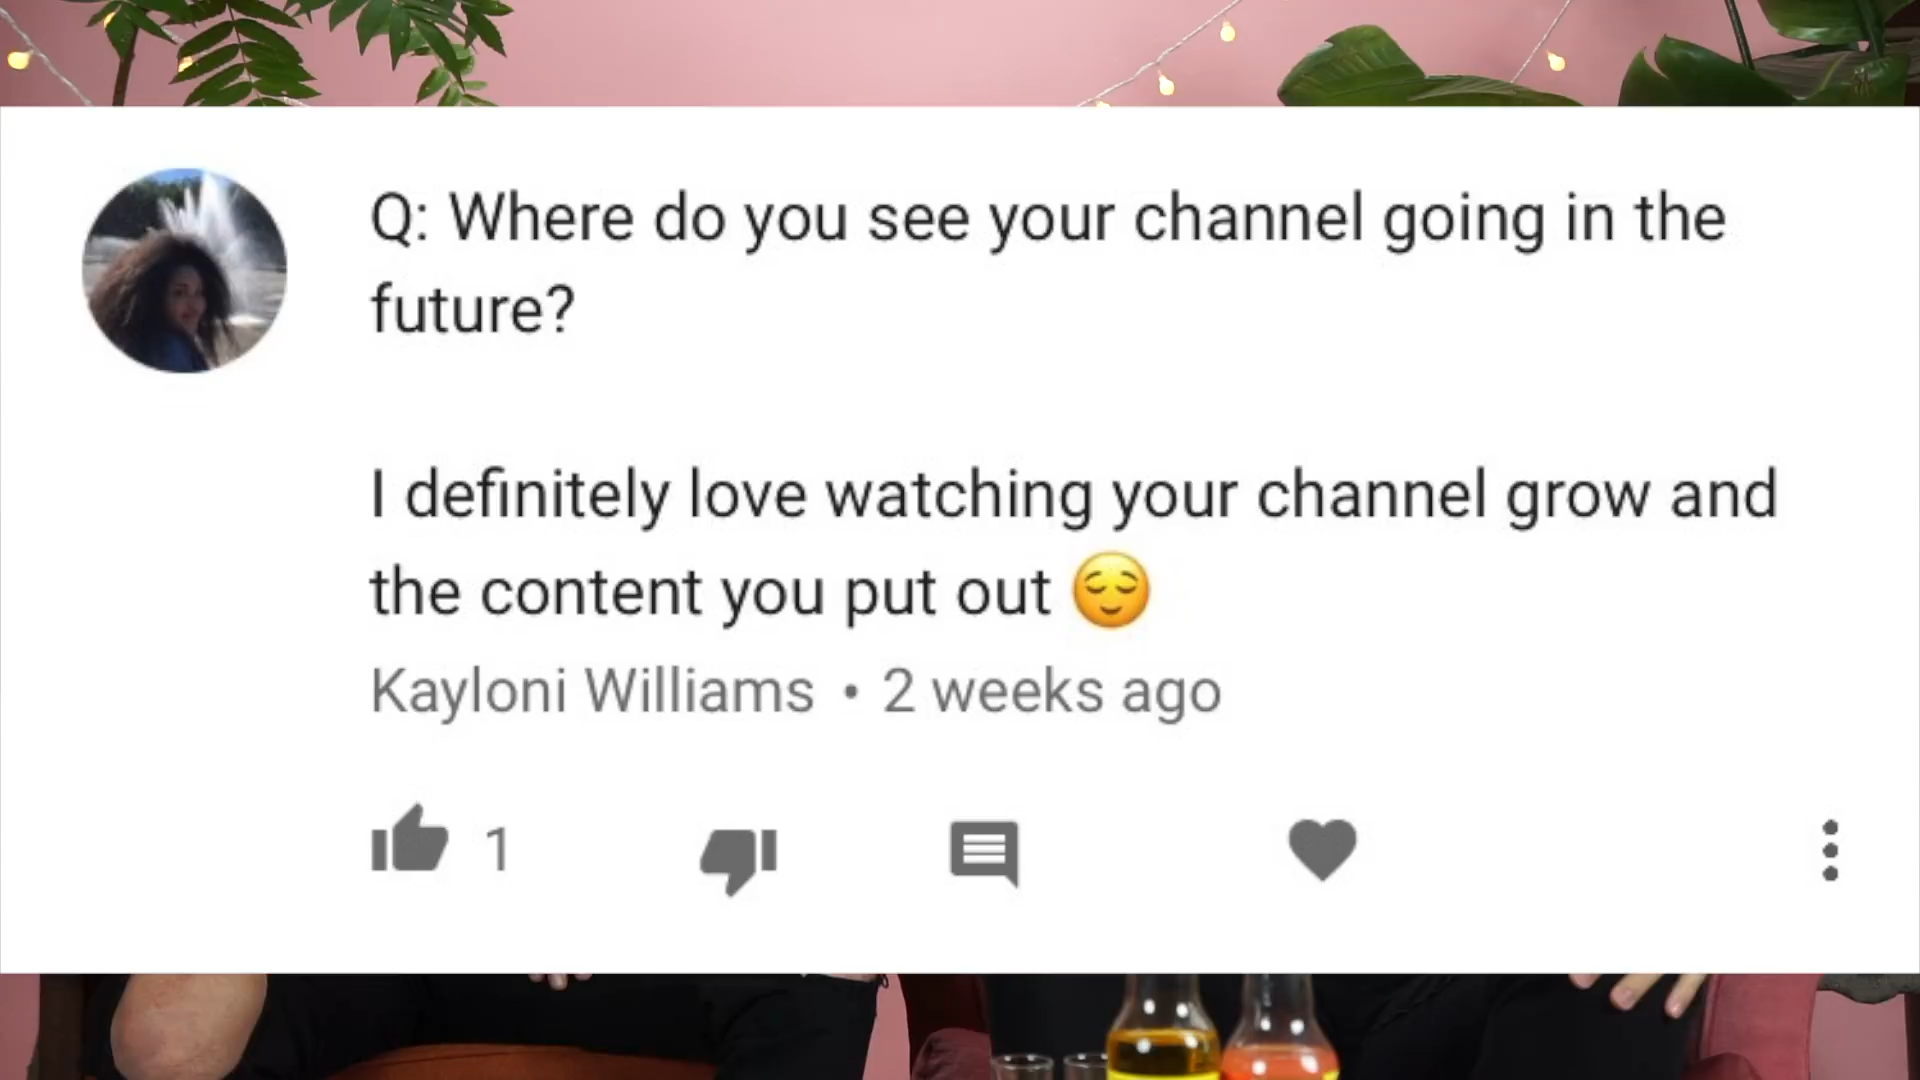 Q: Where do you see your channel going in the
future?
I definitely love watching your channel grow and
the content you put out 😌
Kayloni Williams • 2 weeks ago
1